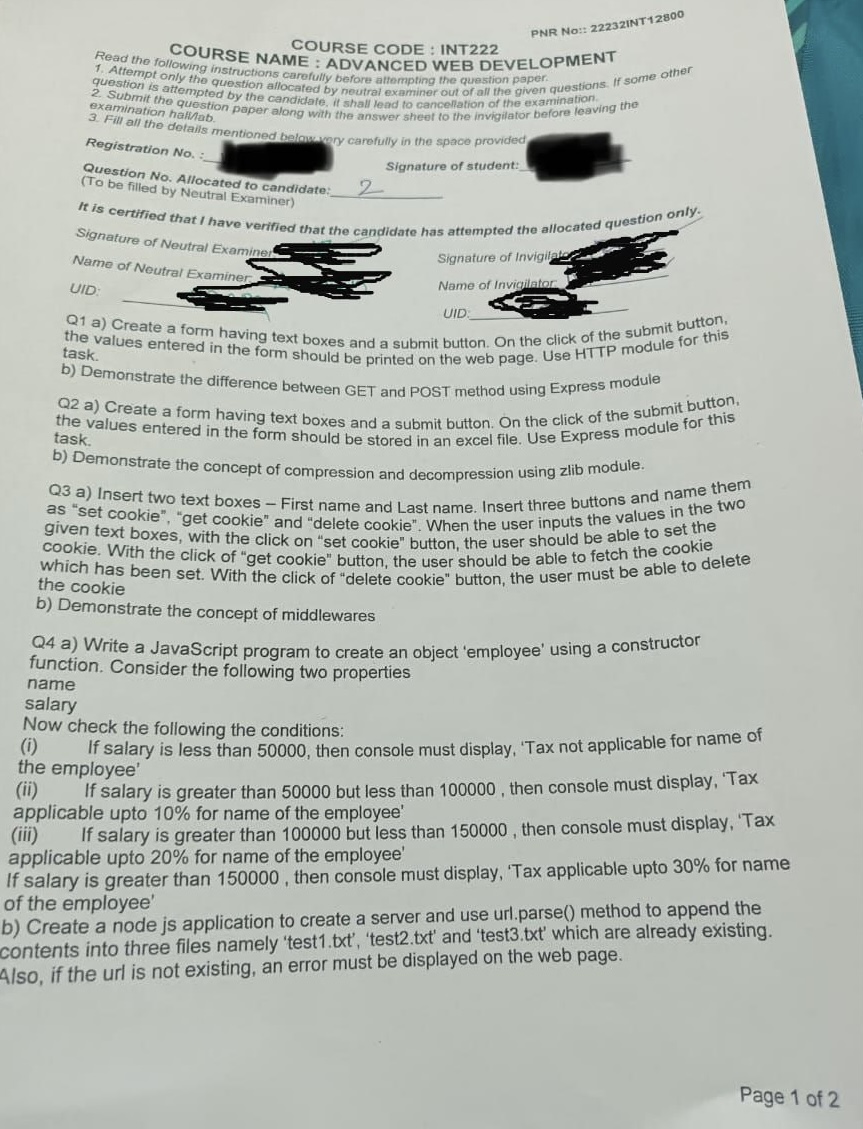 PNR No:: 22232INT12800
COURSE CODE : INT222
COURSE NAME : ADVANCED WEB DEVELOPMENT
Read the following instructions carefully before attempting the question paper.
1. Attempt only the question allocated by neutral examiner out of all the given questions. If some other
question is attempted by the candidate, it shall lead to cancellation of the examination.
2. Submit the question paper along with the answer sheet to the invigilator before leaving the
examination hall/lab.
3. Fill all the details mentioned below very carefully in the space provided
Registration No. :
Signature of student:
Question No. Allocated to candidate: 2
(To be filled by Neutral Examiner)
It is certified that I have verified that the candidate has attempted the allocated question only.
Signature of Neutral Examiner
Signature of Invigilator
Name of Neutral Examiner:
Name of Invigilator:
UID:
UID:
Q1 a) Create a form having text boxes and a submit button. On the click of the submit button,
the values entered in the form should be printed on the web page. Use HTTP module for this
task.
b) Demonstrate the difference between GET and POST method using Express module
Q2 a) Create a form having text boxes and a submit button. On the click of the submit button,
the values entered in the form should be stored in an excel file. Use Express module for this
task.
b) Demonstrate the concept of compression and decompression using zlib module.
Q3 a) Insert two text boxes – First name and Last name. Insert three buttons and name them
as "set cookie", "get cookie" and "delete cookie". When the user inputs the values in the two
given text boxes, with the click on "set cookie" button, the user should be able to set the
cookie. With the click of "get cookie" button, the user should be able to fetch the cookie
which has been set. With the click of "delete cookie" button, the user must be able to delete
the cookie
b) Demonstrate the concept of middlewares
Q4 a) Write a JavaScript program to create an object 'employee' using a constructor
function. Consider the following two properties
name
salary
Now check the following the conditions:
(i) If salary is less than 50000, then console must display, 'Tax not applicable for name of
the employee'
(ii) If salary is greater than 50000 but less than 100000 , then console must display, 'Tax
applicable upto 10% for name of the employee'
(iii) If salary is greater than 100000 but less than 150000 , then console must display, 'Tax
applicable upto 20% for name of the employee'
If salary is greater than 150000 , then console must display, 'Tax applicable upto 30% for name
of the employee'
b) Create a node js application to create a server and use url.parse() method to append the
contents into three files namely 'test1.txt', 'test2.txt' and 'test3.txt' which are already existing.
Also, if the url is not existing, an error must be displayed on the web page.
Page 1 of 2